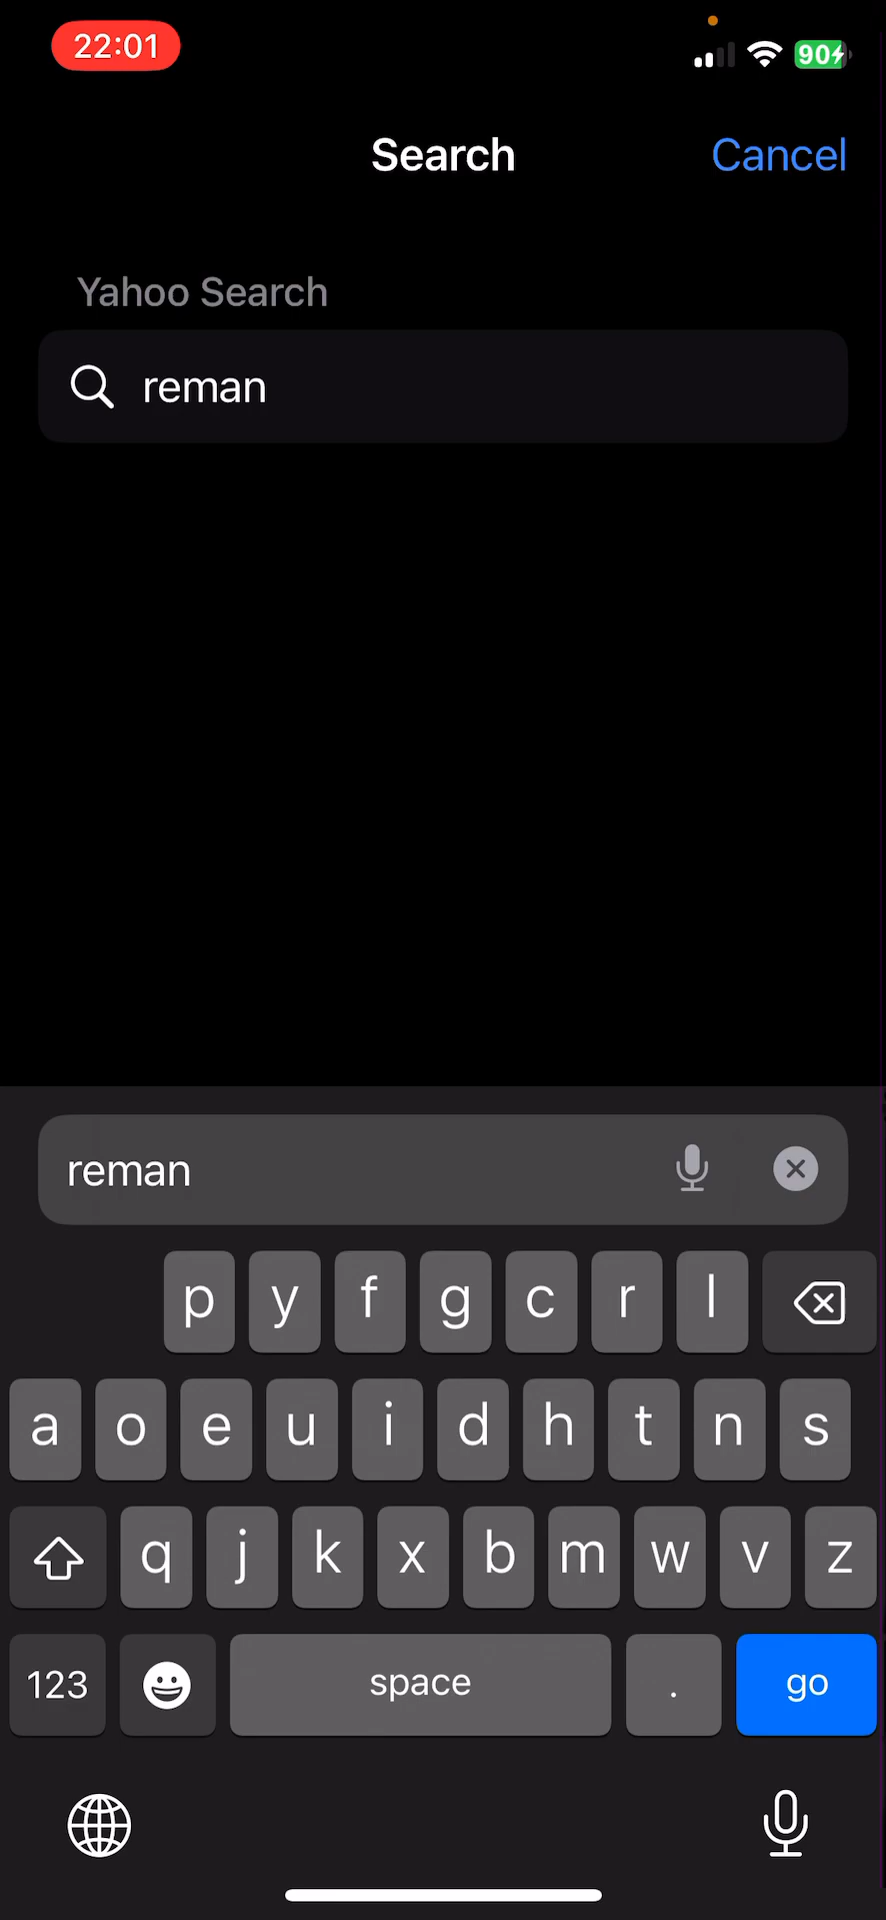 22:01 90
Search Cancel
Yahoo Search
reman
reman
p y f g c r l
a o e u i d h t n s
q j k x b m w v z
123 space . go